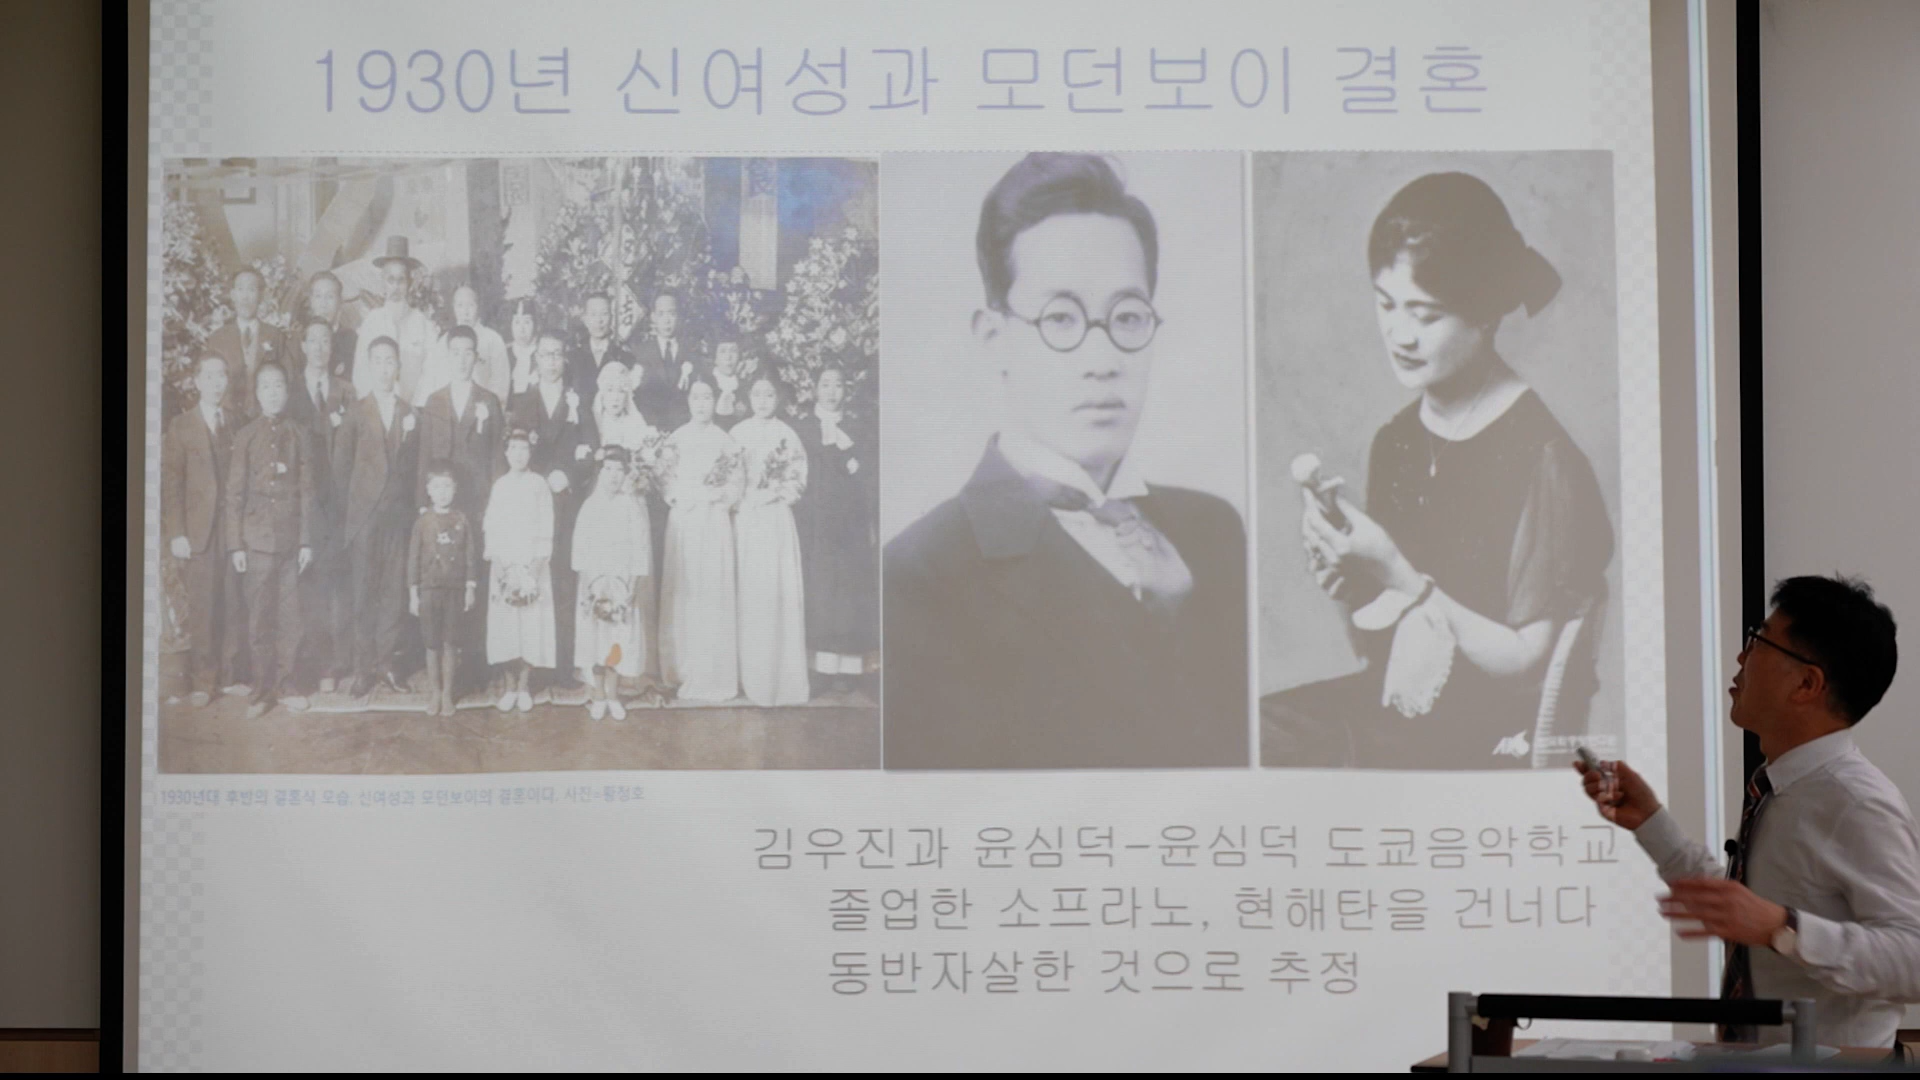 1930년 신여성과 모던보이 결혼
1930년대 후반의 결혼식 모습. 신여성과 모던보이의 결혼이다. 사진=황정호
김우진과 윤심덕-윤심덕 도쿄음악학교
졸업한 소프라노, 현해탄을 건너다
동반자살한 것으로 추정